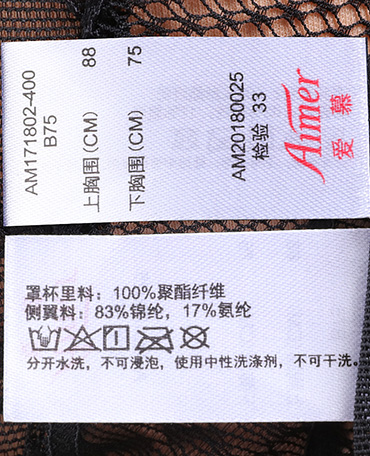 AM171802-400
B75
上胸围(CM) 88
下胸围(CM) 75
AM20180025
检验 33
Aimer
爱慕
罩杯里料：100%聚酯纤维
侧翼料：83%锦纶，17%氨纶
分开水洗，不可浸泡，使用中性洗涤剂，不可干洗。